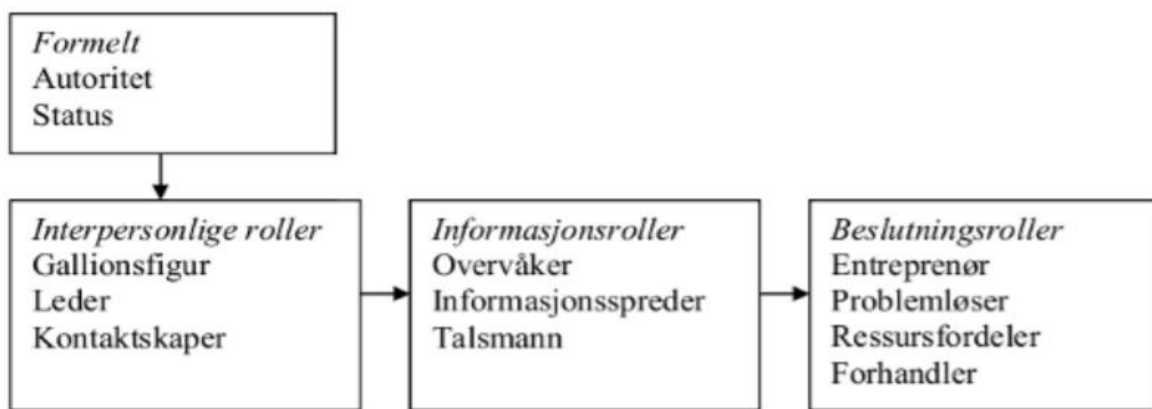 Formelt
Autoritet
Status
Interpersonlige roller
Gallionsfigur
Leder
Kontaktskaper
Informasjonsroller
Overvåker
Informasjonsspreder
Talsmann
Beslutningsroller
Entreprenør
Problemløser
Ressursfordeler
Forhandler